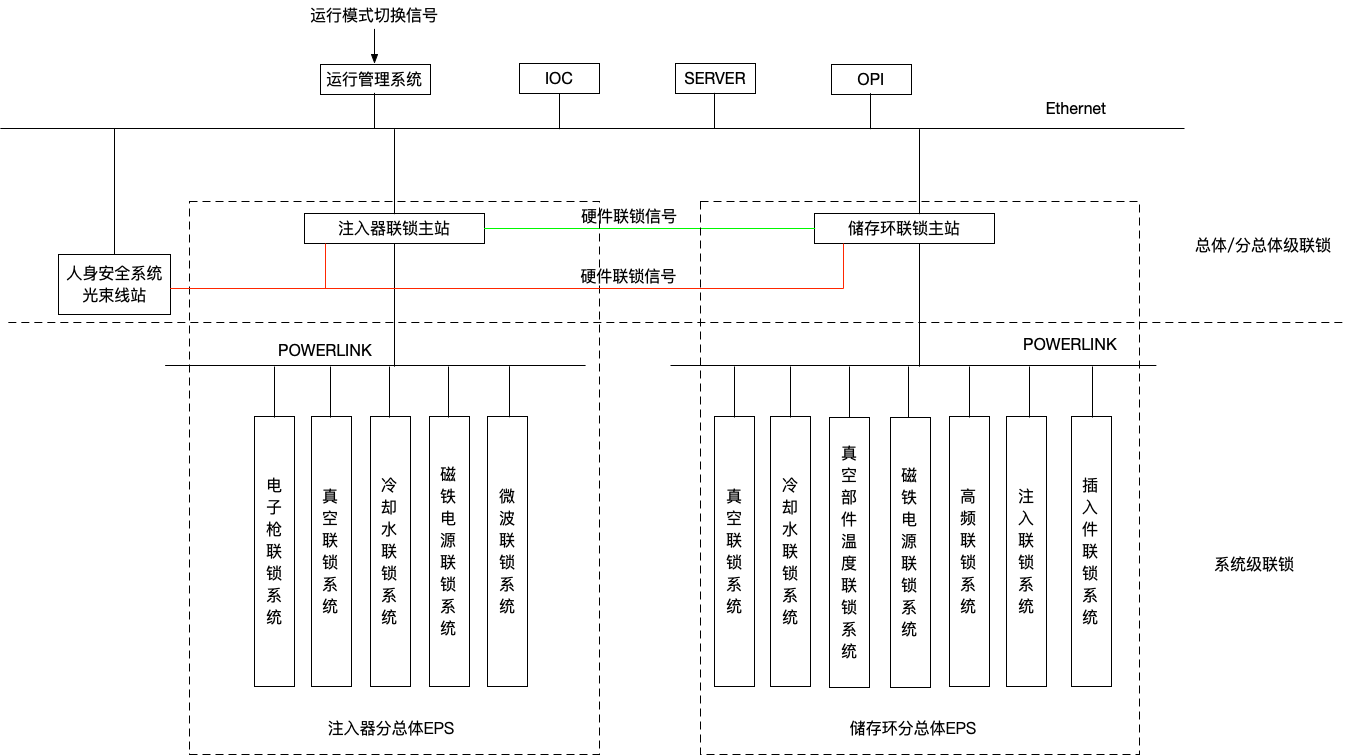 运行模式切换信号
运行管理系统
IOC
SERVER
OPI
Ethernet
注入器联锁主站
硬件联锁信号
储存环联锁主站
总体/分总体级联锁
人身安全系统
光束线站
硬件联锁信号
POWERLINK
POWERLINK
电子枪联锁系统
真空联锁系统
冷却水联锁系统
磁铁电源联锁系统
微波联锁系统
真空联锁系统
冷却水联锁系统
真空部件温度联锁系统
磁铁电源联锁系统
高频联锁系统
注入联锁系统
插入件联锁系统
系统级联锁
注入器分总体EPS
储存环分总体EPS